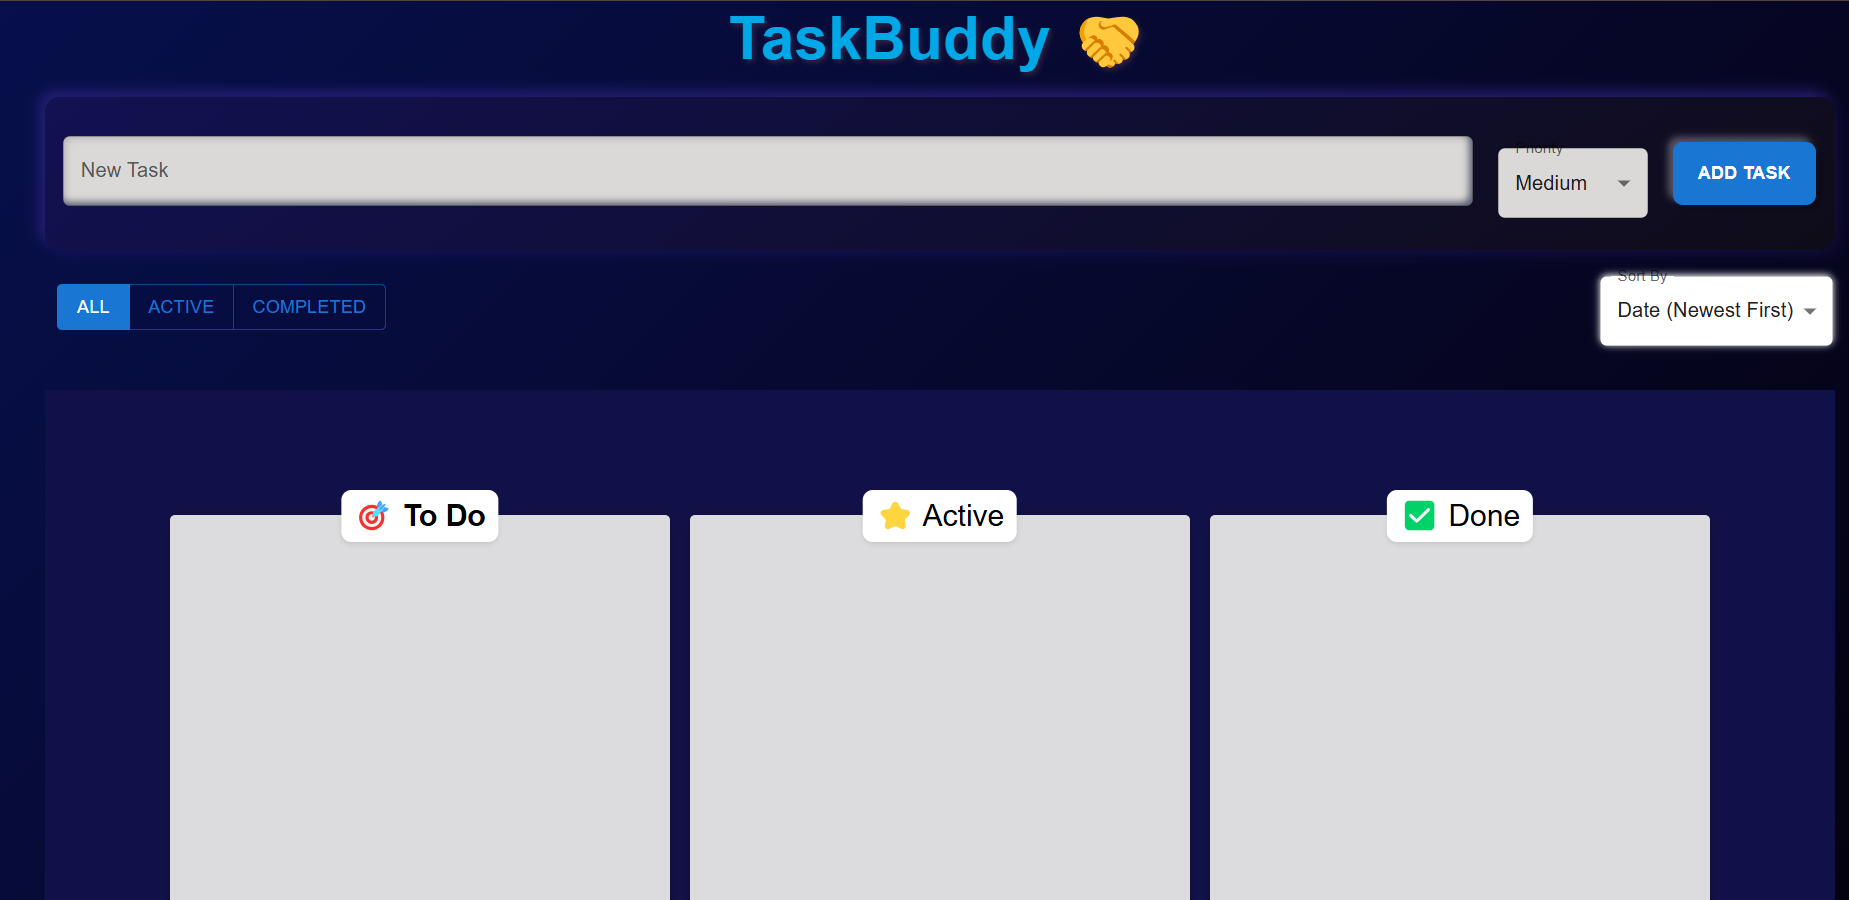 TaskBuddy
New Task
Priority
Medium
ADD TASK
ALL
ACTIVE
COMPLETED
Sort By
Date (Newest First)
To Do
Active
Done